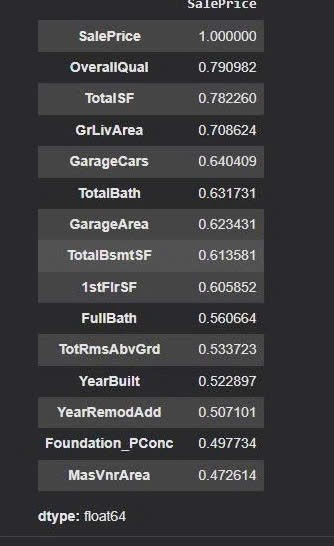 SalePrice
SalePrice 1.000000
OverallQual 0.790982
TotalSF 0.782260
GrLivArea 0.708624
GarageCars 0.640409
TotalBath 0.631731
GarageArea 0.623431
TotalBsmtSF 0.613581
1stFlrSF 0.605852
FullBath 0.560664
TotRmsAbvGrd 0.533723
YearBuilt 0.522897
YearRemodAdd 0.507101
Foundation_PConc 0.497734
MasVnrArea 0.472614
dtype: float64